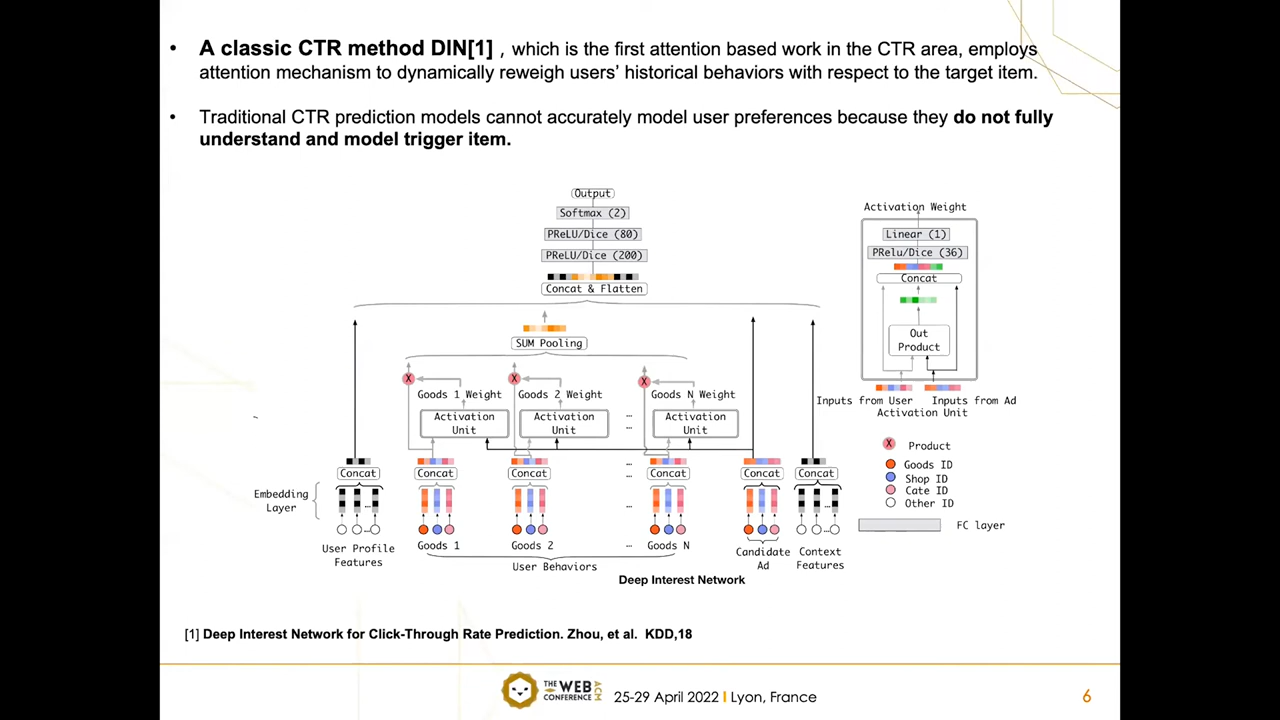 • A classic CTR method DIN[1] , which is the first attention based work in the CTR area, employs
attention mechanism to dynamically reweigh users' historical behaviors with respect to the target item.
• Traditional CTR prediction models cannot accurately model user preferences because they do not fully
understand and model trigger item.
Output
Softmax (2)
PReLU/Dice (80)
PReLU/Dice (200)
Concat & Flatten
SUM Pooling
X X X
Goods 1 Weight Goods 2 Weight Goods N Weight
Activation Unit Activation Unit ... Activation Unit
Concat Concat Concat ... Concat Concat Concat
Embedding
Layer
... ... ...
User Profile
Features
Goods 1 Goods 2 ... Goods N
User Behaviors
Candidate
Ad
Context
Features
Deep Interest Network
Activation Weight
Linear (1)
PRelu/Dice (36)
Concat
Out
Product
Inputs from User Inputs from Ad
Activation Unit
X Product
Goods ID
Shop ID
Cate ID
Other ID
FC layer
[1] Deep Interest Network for Click-Through Rate Prediction. Zhou, et al. KDD,18
THE WEB CONFERENCE ACM
25-29 April 2022 | Lyon, France
6